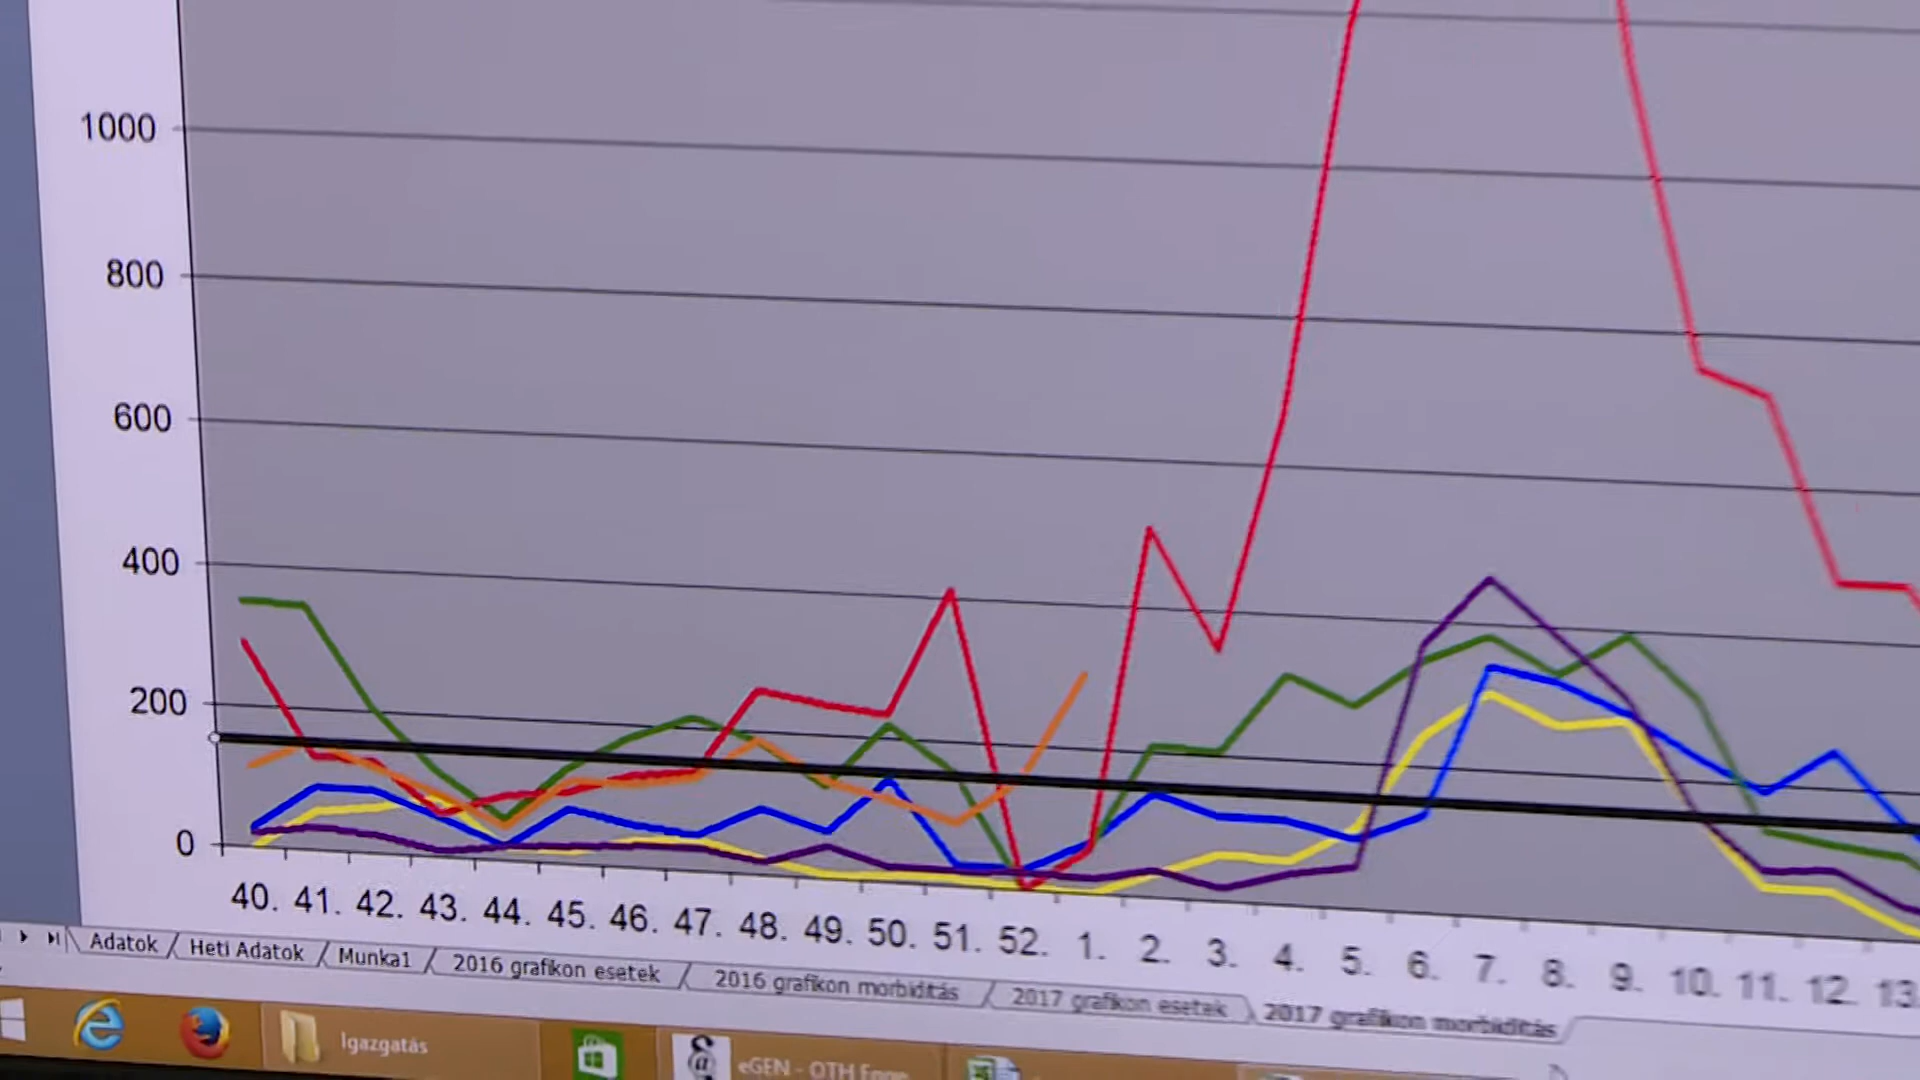 1000
800
600
400
200
0
40. 41. 42. 43. 44. 45. 46. 47. 48. 49. 50. 51. 52. 1. 2. 3. 4. 5. 6. 7. 8. 9. 10. 11. 12. 13.
Adatok Heti Adatok Munka1 2016 grafikon esetek 2016 grafikon morbiditás 2017 grafikon esetek 2017 grafikon morbiditás
Igazgatás eGEN - OTH